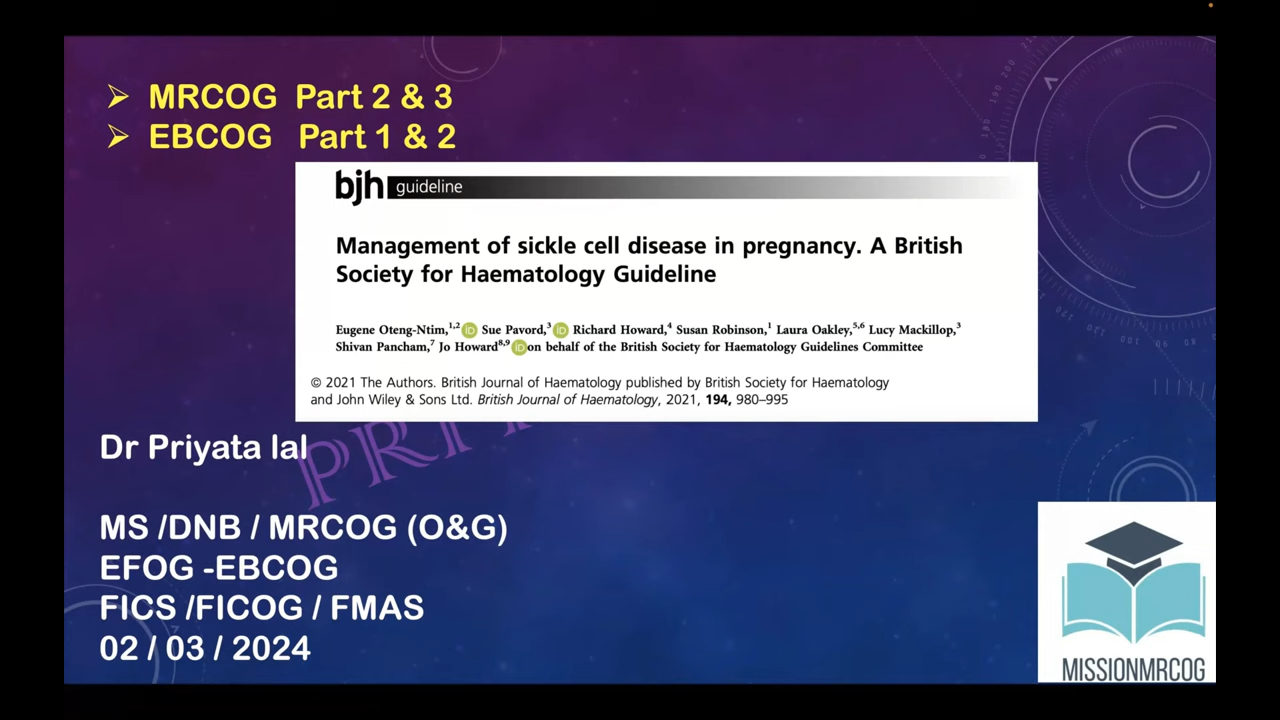 MRCOG Part 2 & 3
EBCOG Part 1 & 2
bjh guideline
Management of sickle cell disease in pregnancy. A British
Society for Haematology Guideline
Eugene Oteng-Ntim,1,2 iD Sue Pavord,3 iD Richard Howard,4 Susan Robinson,1 Laura Oakley,5,6 Lucy Mackillop,3
Shivan Pancham,7 Jo Howard8,9 iD on behalf of the British Society for Haematology Guidelines Committee
© 2021 The Authors. British Journal of Haematology published by British Society for Haematology
and John Wiley & Sons Ltd. British Journal of Haematology, 2021, 194, 980–995
Dr Priyata lal
MS /DNB / MRCOG (O&G)
EFOG -EBCOG
FICS /FICOG / FMAS
02 / 03 / 2024
MISSIONMRCOG